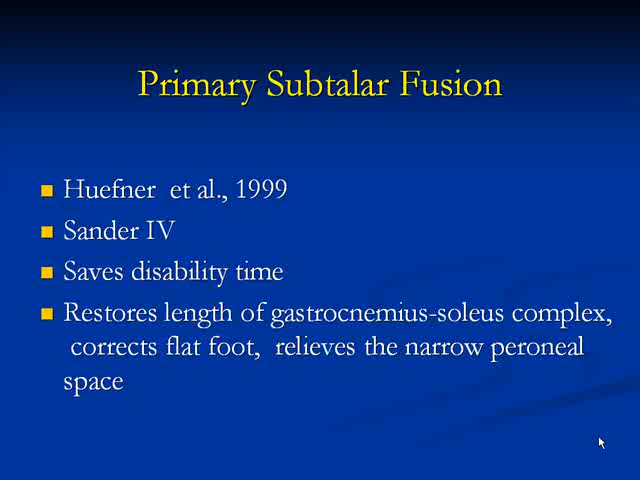 Primary Subtalar Fusion
Huefner  et al., 1999
Sander IV
Saves disability time
Restores length of gastrocnemius-soleus complex,
corrects flat foot,  relieves the narrow peroneal
space